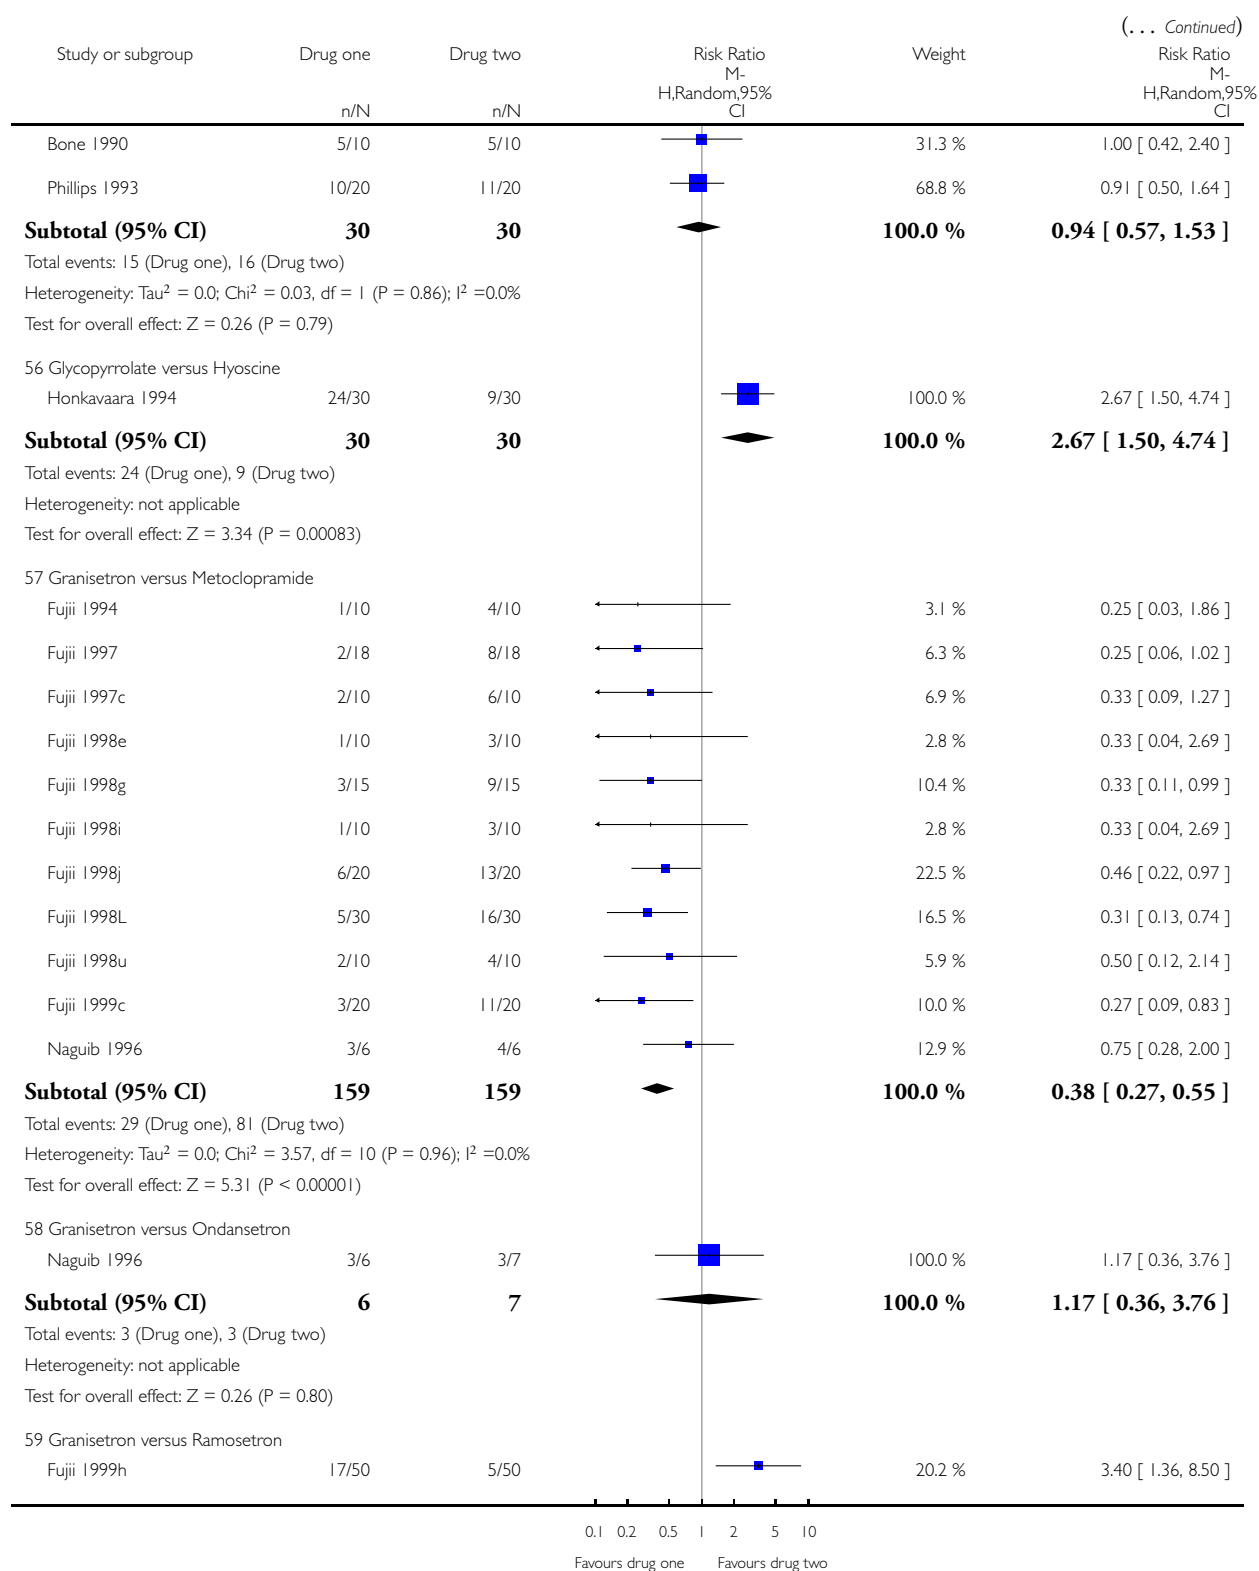 (... Continued)
Study or subgroup Drug one Drug two Risk Ratio Weight Risk Ratio
M- M-
H,Random,95% H,Random,95%
n/N n/N CI CI
Bone 1990 5/10 5/10 31.3 % 1.00 [ 0.42, 2.40 ]
Phillips 1993 10/20 11/20 68.8 % 0.91 [ 0.50, 1.64 ]
Subtotal (95% CI) 30 30 100.0 % 0.94 [ 0.57, 1.53 ]
Total events: 15 (Drug one), 16 (Drug two)
Heterogeneity: Tau² = 0.0; Chi² = 0.03, df = 1 (P = 0.86); I² =0.0%
Test for overall effect: Z = 0.26 (P = 0.79)
56 Glycopyrrolate versus Hyoscine
Honkavaara 1994 24/30 9/30 100.0 % 2.67 [ 1.50, 4.74 ]
Subtotal (95% CI) 30 30 100.0 % 2.67 [ 1.50, 4.74 ]
Total events: 24 (Drug one), 9 (Drug two)
Heterogeneity: not applicable
Test for overall effect: Z = 3.34 (P = 0.00083)
57 Granisetron versus Metoclopramide
Fujii 1994 1/10 4/10 3.1 % 0.25 [ 0.03, 1.86 ]
Fujii 1997 2/18 8/18 6.3 % 0.25 [ 0.06, 1.02 ]
Fujii 1997c 2/10 6/10 6.9 % 0.33 [ 0.09, 1.27 ]
Fujii 1998e 1/10 3/10 2.8 % 0.33 [ 0.04, 2.69 ]
Fujii 1998g 3/15 9/15 10.4 % 0.33 [ 0.11, 0.99 ]
Fujii 1998i 1/10 3/10 2.8 % 0.33 [ 0.04, 2.69 ]
Fujii 1998j 6/20 13/20 22.5 % 0.46 [ 0.22, 0.97 ]
Fujii 1998L 5/30 16/30 16.5 % 0.31 [ 0.13, 0.74 ]
Fujii 1998u 2/10 4/10 5.9 % 0.50 [ 0.12, 2.14 ]
Fujii 1999c 3/20 11/20 10.0 % 0.27 [ 0.09, 0.83 ]
Naguib 1996 3/6 4/6 12.9 % 0.75 [ 0.28, 2.00 ]
Subtotal (95% CI) 159 159 100.0 % 0.38 [ 0.27, 0.55 ]
Total events: 29 (Drug one), 81 (Drug two)
Heterogeneity: Tau² = 0.0; Chi² = 3.57, df = 10 (P = 0.96); I² =0.0%
Test for overall effect: Z = 5.31 (P < 0.00001)
58 Granisetron versus Ondansetron
Naguib 1996 3/6 3/7 100.0 % 1.17 [ 0.36, 3.76 ]
Subtotal (95% CI) 6 7 100.0 % 1.17 [ 0.36, 3.76 ]
Total events: 3 (Drug one), 3 (Drug two)
Heterogeneity: not applicable
Test for overall effect: Z = 0.26 (P = 0.80)
59 Granisetron versus Ramosetron
Fujii 1999h 17/50 5/50 20.2 % 3.40 [ 1.36, 8.50 ]
0.1 0.2 0.5 1 2 5 10
Favours drug one Favours drug two